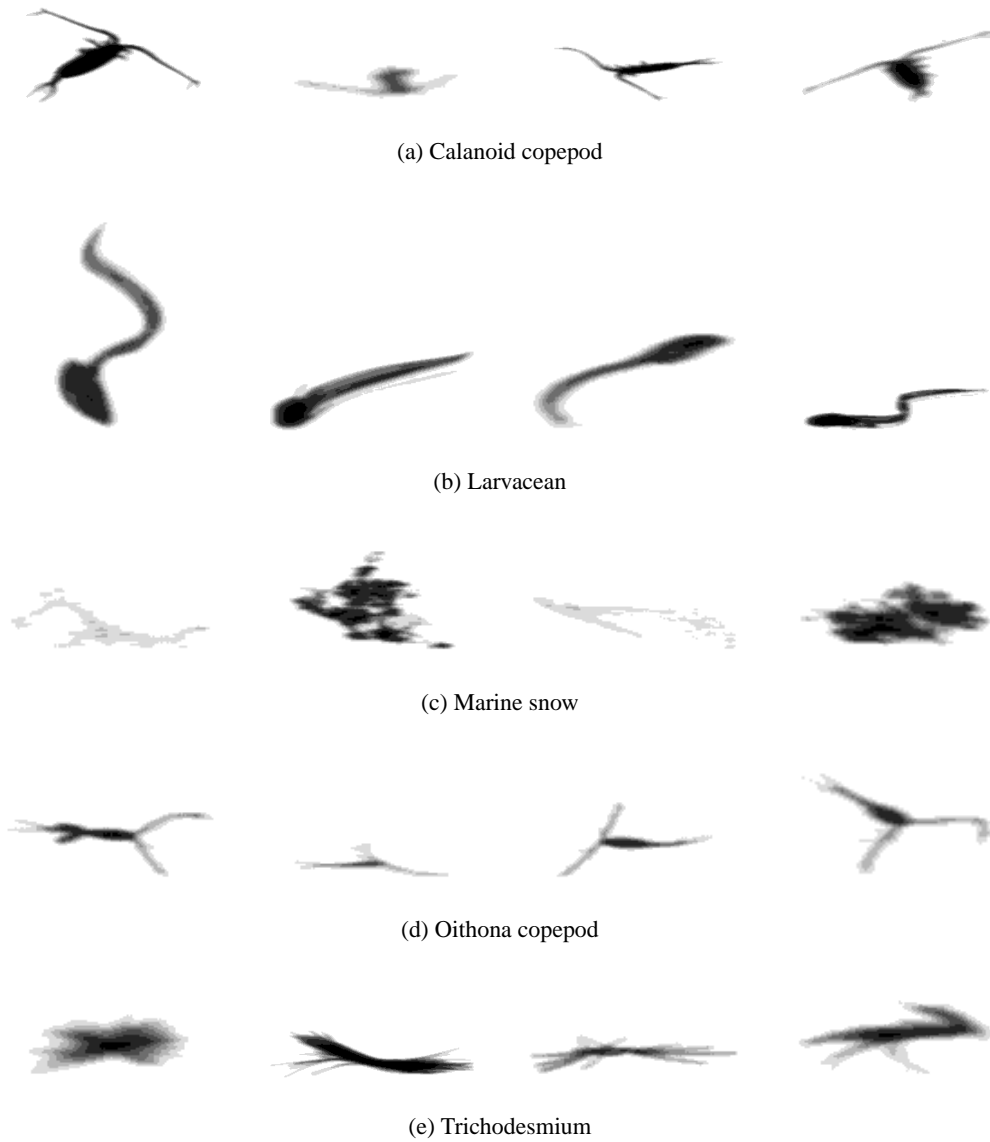 (a) Calanoid copepod
(b) Larvacean
(c) Marine snow
(d) Oithona copepod
(e) Trichodesmium